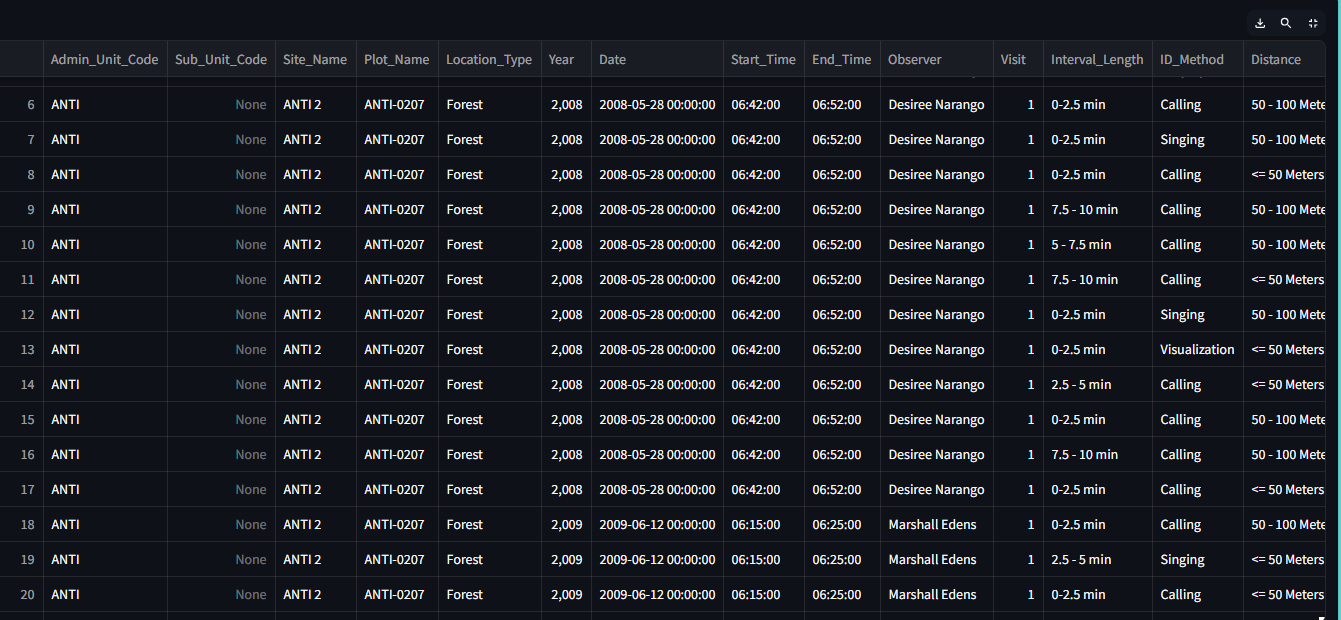 Admin_Unit_Code Sub_Unit_Code Site_Name Plot_Name Location_Type Year Date Start_Time End_Time Observer Visit Interval_Length ID_Method Distance
6 ANTI None ANTI 2 ANTI-0207 Forest 2,008 2008-05-28 00:00:00 06:42:00 06:52:00 Desiree Narango 1 0-2.5 min Calling 50 - 100 Mete
7 ANTI None ANTI 2 ANTI-0207 Forest 2,008 2008-05-28 00:00:00 06:42:00 06:52:00 Desiree Narango 1 0-2.5 min Singing 50 - 100 Mete
8 ANTI None ANTI 2 ANTI-0207 Forest 2,008 2008-05-28 00:00:00 06:42:00 06:52:00 Desiree Narango 1 0-2.5 min Calling <= 50 Meters
9 ANTI None ANTI 2 ANTI-0207 Forest 2,008 2008-05-28 00:00:00 06:42:00 06:52:00 Desiree Narango 1 7.5 - 10 min Calling 50 - 100 Mete
10 ANTI None ANTI 2 ANTI-0207 Forest 2,008 2008-05-28 00:00:00 06:42:00 06:52:00 Desiree Narango 1 5 - 7.5 min Calling 50 - 100 Mete
11 ANTI None ANTI 2 ANTI-0207 Forest 2,008 2008-05-28 00:00:00 06:42:00 06:52:00 Desiree Narango 1 7.5 - 10 min Calling <= 50 Meters
12 ANTI None ANTI 2 ANTI-0207 Forest 2,008 2008-05-28 00:00:00 06:42:00 06:52:00 Desiree Narango 1 0-2.5 min Singing 50 - 100 Mete
13 ANTI None ANTI 2 ANTI-0207 Forest 2,008 2008-05-28 00:00:00 06:42:00 06:52:00 Desiree Narango 1 0-2.5 min Visualization <= 50 Meters
14 ANTI None ANTI 2 ANTI-0207 Forest 2,008 2008-05-28 00:00:00 06:42:00 06:52:00 Desiree Narango 1 2.5 - 5 min Calling <= 50 Meters
15 ANTI None ANTI 2 ANTI-0207 Forest 2,008 2008-05-28 00:00:00 06:42:00 06:52:00 Desiree Narango 1 0-2.5 min Calling 50 - 100 Mete
16 ANTI None ANTI 2 ANTI-0207 Forest 2,008 2008-05-28 00:00:00 06:42:00 06:52:00 Desiree Narango 1 7.5 - 10 min Calling 50 - 100 Mete
17 ANTI None ANTI 2 ANTI-0207 Forest 2,008 2008-05-28 00:00:00 06:42:00 06:52:00 Desiree Narango 1 0-2.5 min Calling <= 50 Meters
18 ANTI None ANTI 2 ANTI-0207 Forest 2,009 2009-06-12 00:00:00 06:15:00 06:25:00 Marshall Edens 1 0-2.5 min Calling 50 - 100 Mete
19 ANTI None ANTI 2 ANTI-0207 Forest 2,009 2009-06-12 00:00:00 06:15:00 06:25:00 Marshall Edens 1 2.5 - 5 min Singing <= 50 Meters
20 ANTI None ANTI 2 ANTI-0207 Forest 2,009 2009-06-12 00:00:00 06:15:00 06:25:00 Marshall Edens 1 0-2.5 min Calling <= 50 Meters